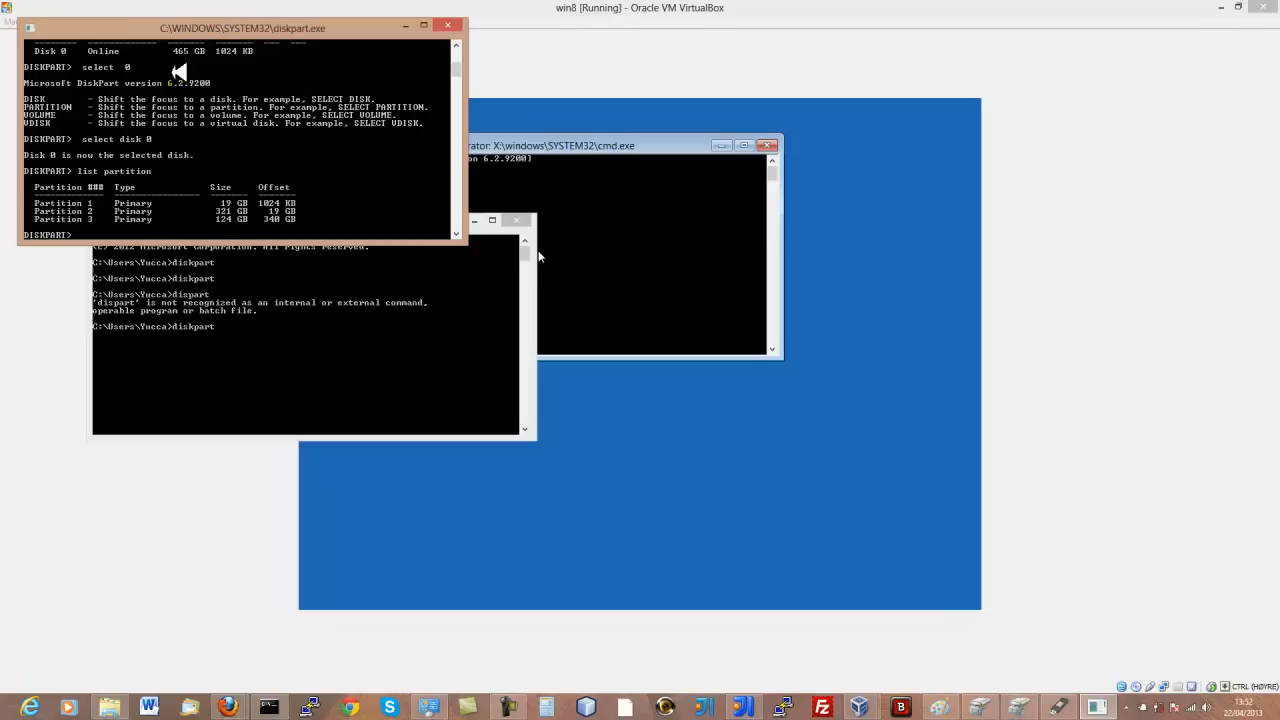 win8 [Running] - Oracle VM VirtualBox
C:\WINDOWS\SYSTEM32\diskpart.exe
Disk 0 Online 465 GB 1024 KB
DISKPART> select 0
Microsoft DiskPart version 6.2.9200
DISK - Shift the focus to a disk. For example, SELECT DISK.
PARTITION - Shift the focus to a partition. For example, SELECT PARTITION.
VOLUME - Shift the focus to a volume. For example, SELECT VOLUME.
VDISK - Shift the focus to a virtual disk. For example, SELECT VDISK.
DISKPART> select disk 0
Disk 0 is now the selected disk.
DISKPART> list partition
Partition ### Type Size Offset
Partition 1 Primary 19 GB 1024 KB
Partition 2 Primary 321 GB 19 GB
Partition 3 Primary 124 GB 340 GB
DISKPART>
rator: X:\windows\SYSTEM32\cmd.exe
on 6.2.9200]
(c) 2012 Microsoft Corporation. All rights reserved.
C:\Users\Yucca>diskpart
C:\Users\Yucca>diskpart
C:\Users\Yucca>dispart
'dispart' is not recognized as an internal or external command,
operable program or batch file.
C:\Users\Yucca>diskpart
CTRL (HØYRE)
13:52
22/04/2013